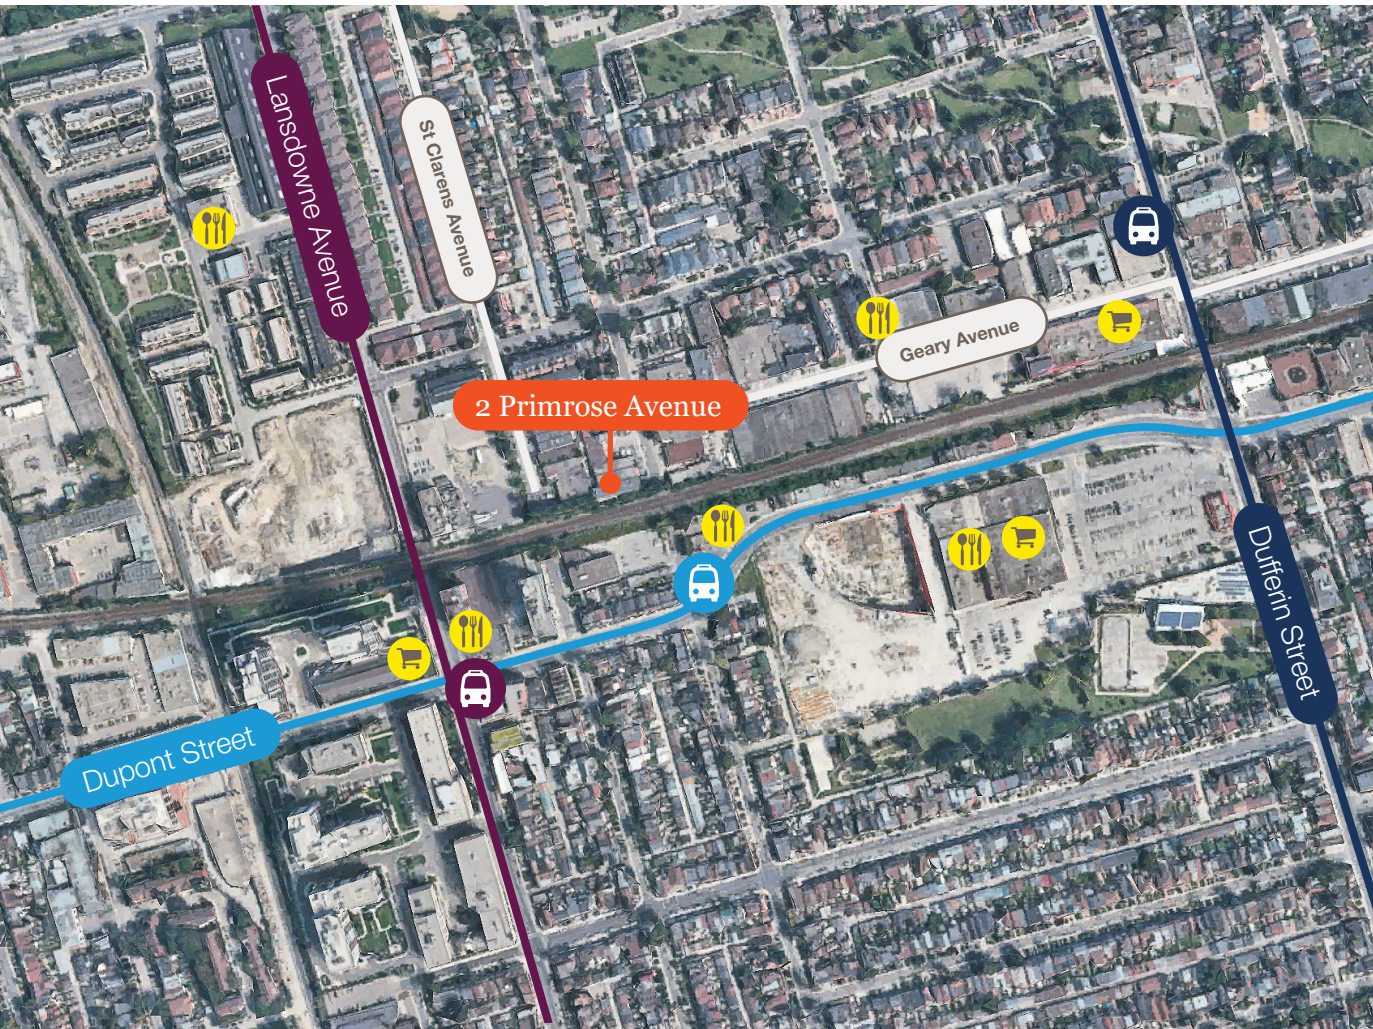 Lansdowne Avenue
St Clarens Avenue
Geary Avenue
2 Primrose Avenue
Dufferin Street
Dupont Street